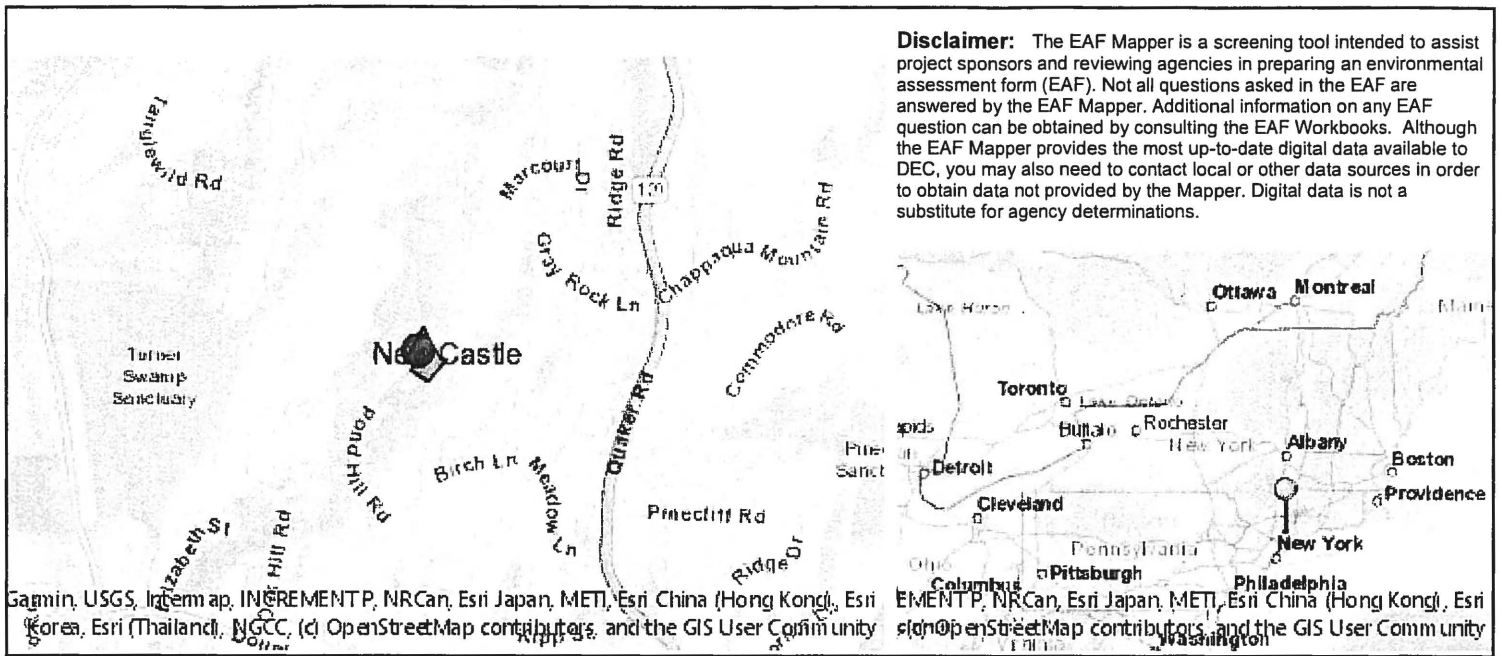 Disclaimer: The EAF Mapper is a screening tool intended to assist
project sponsors and reviewing agencies in preparing an environmental
assessment form (EAF). Not all questions asked in the EAF are
answered by the EAF Mapper. Additional information on any EAF
question can be obtained by consulting the EAF Workbooks. Although
the EAF Mapper provides the most up-to-date digital data available to
DEC, you may also need to contact local or other data sources in order
to obtain data not provided by the Mapper. Digital data is not a
substitute for agency determinations.
Tanglewild Rd
Marcourt Dr
Ridge Rd
120
Chappaqua Mountain Rd
Gray Rock Ln
Commodore Rd
New Castle
Turner
Swamp
Sanctuary
Pond Hill Rd
Quaker Rd
Birch Ln
Meadow Ln
Pinecliff Rd
Elizabeth St
Hill Rd
Ridge Dr
Garmin, USGS, Intermap, INCREMENT P, NRCan, Esri Japan, METI, Esri China (Hong Kong), Esri
Korea, Esri (Thailand), NGCC, (c) OpenStreetMap contributors, and the GIS User Community
Ottawa
Montreal
Lake Huron
Toronto
Lake Ontario
Buffalo
Rochester
New York
Albany
Boston
Detroit
Providence
Cleveland
Pennsylvania
New York
Ohio
Pittsburgh
Columbus
Philadelphia
EMENT P, NRCan, Esri Japan, METI, Esri China (Hong Kong), Esri
OpenStreetMap contributors, and the GIS User Community
Washington